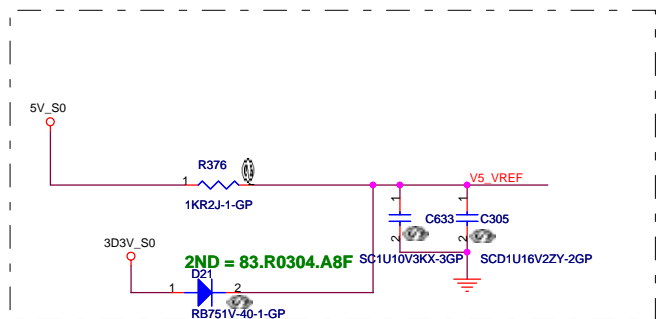 5V_S0
R376
1
1KR2J-1-GP
V5_VREF
1
1
C633
C305
2
2
SC1U10V3KX-3GP
SCD1U16V2ZY-2GP
3D3V_S0
2ND = 83.R0304.A8F
D21
1
2
RB751V-40-1-GP